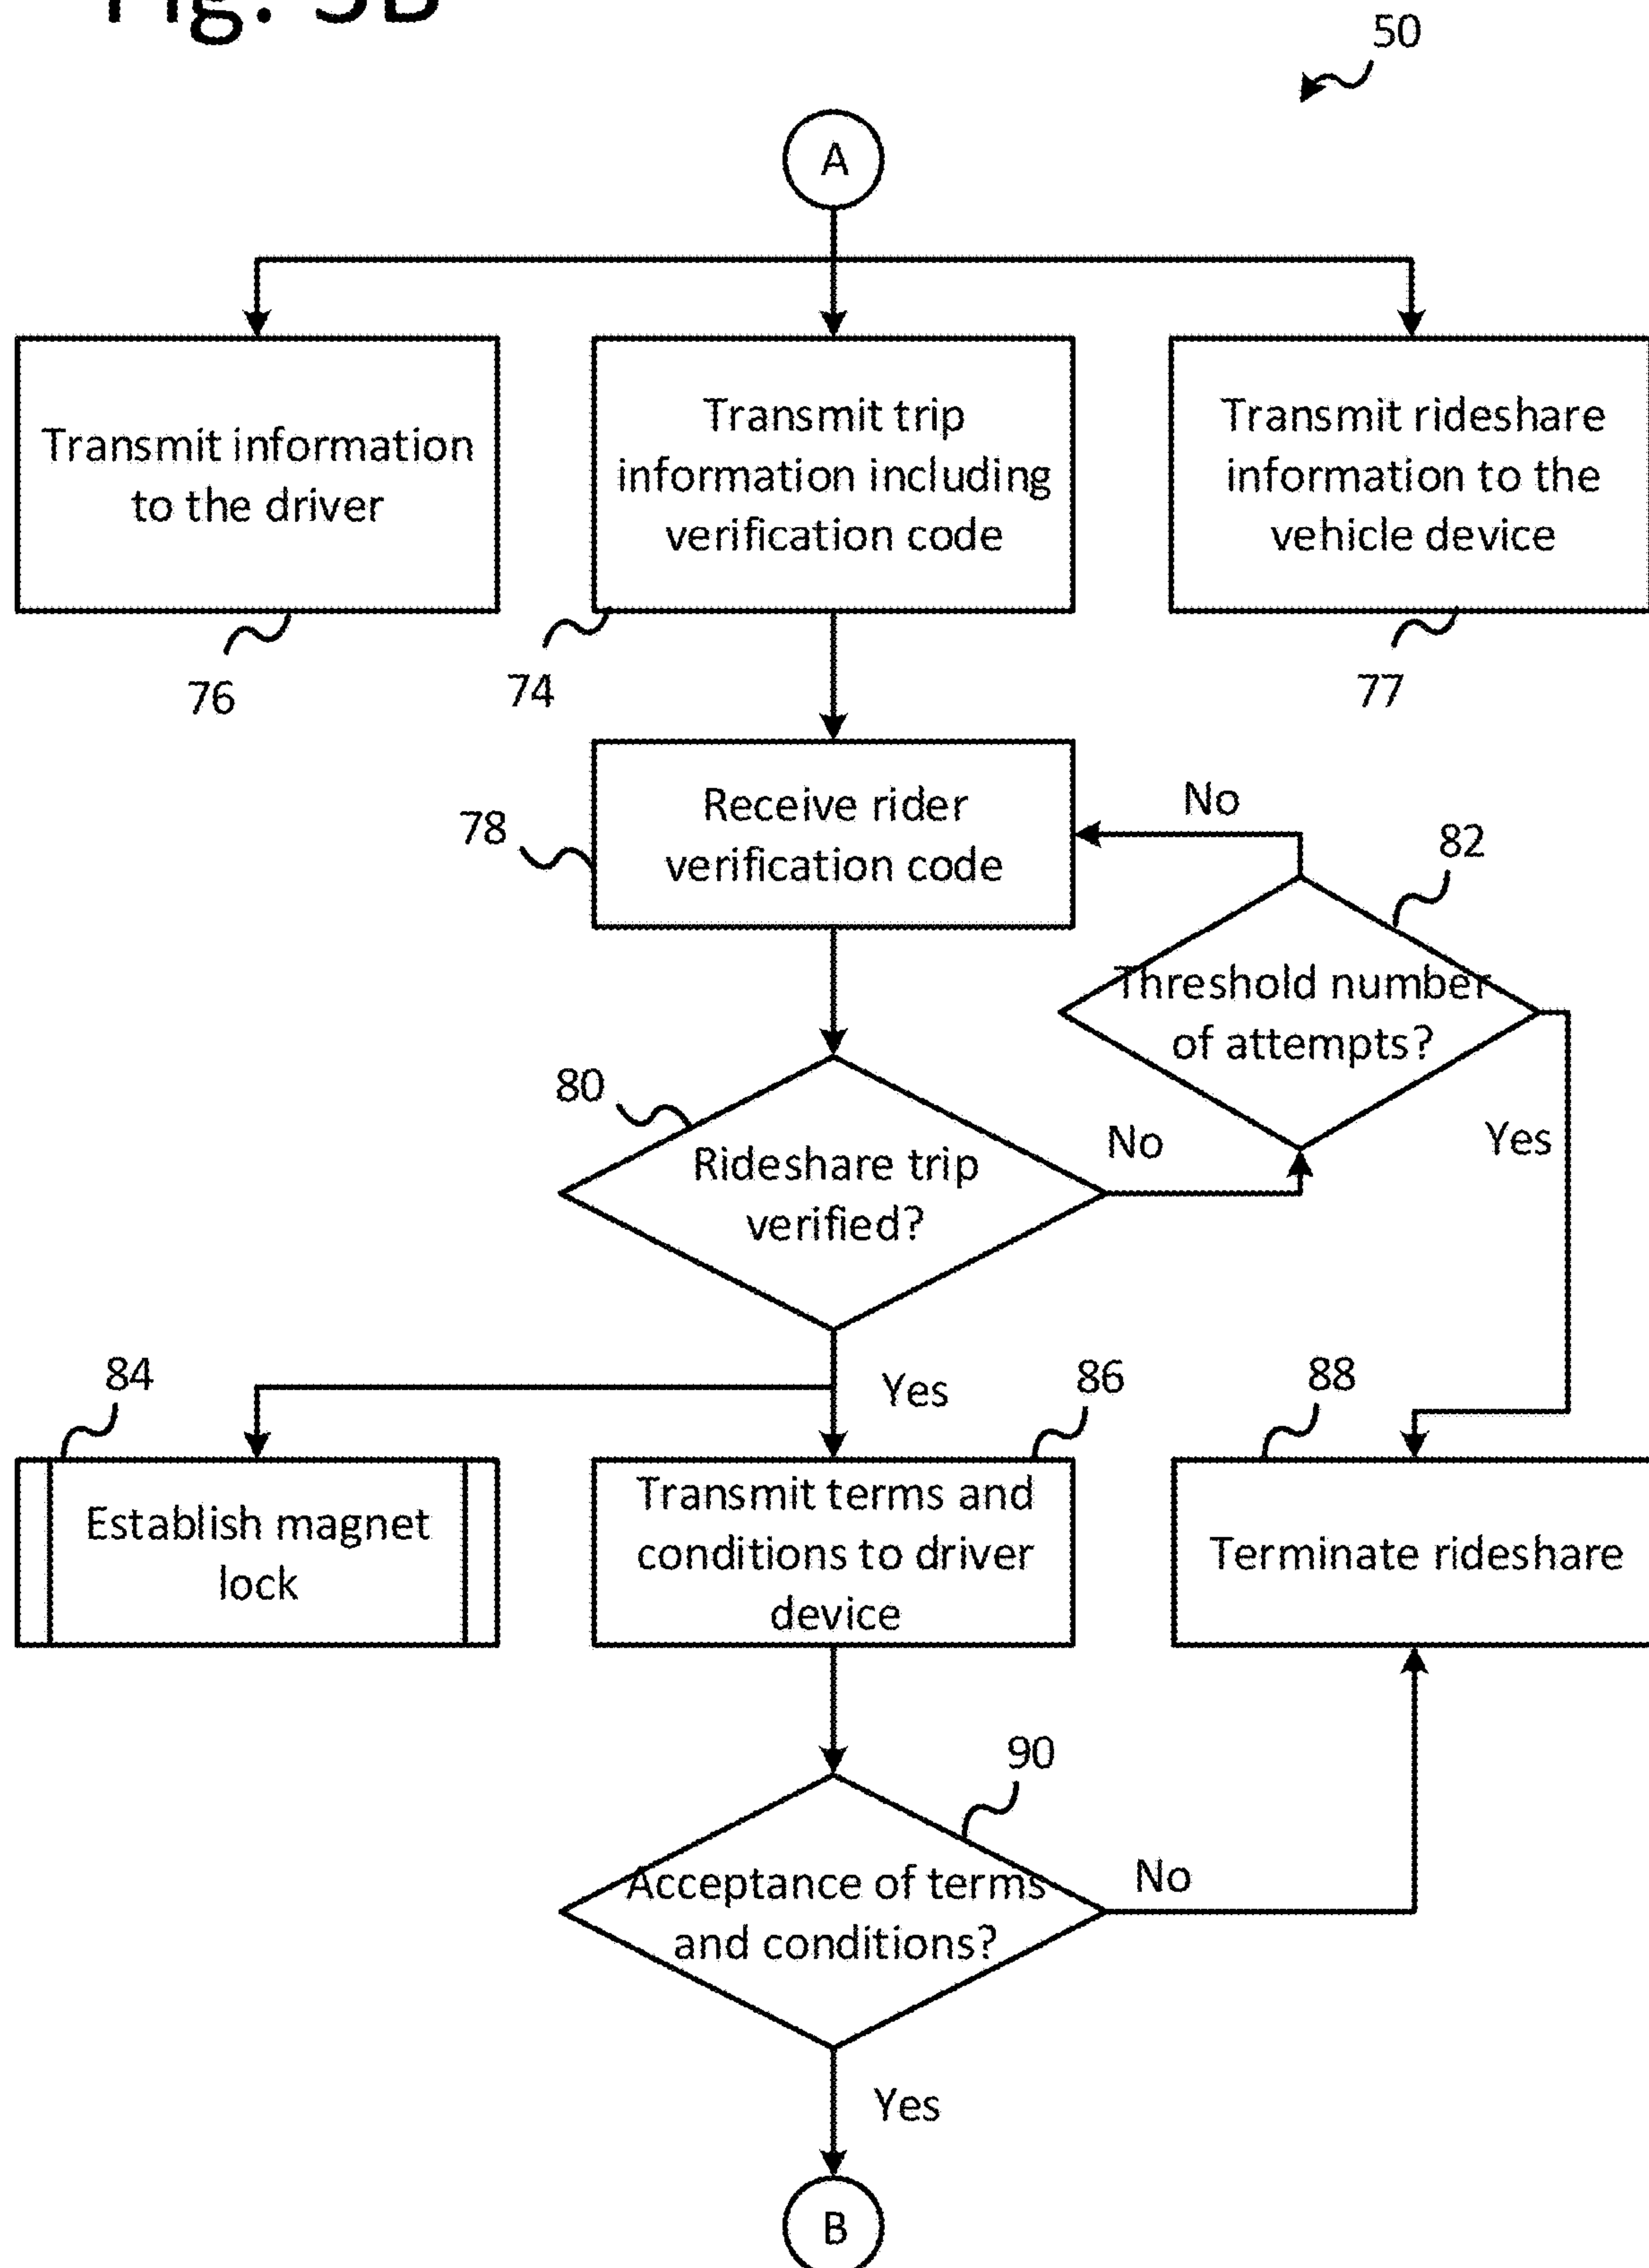 Fig. 3B
50
A
Transmit information
to the driver
Transmit trip
information including
verification code
Transmit rideshare
information to the
vehicle device
76
74
77
78
Receive rider
verification code
No
82
Threshold number
of attempts?
80
Rideshare trip
verified?
No
Yes
84
Yes
86
88
Establish magnet
lock
Transmit terms and
conditions to driver
device
Terminate rideshare
90
Acceptance of terms
and conditions?
No
Yes
B